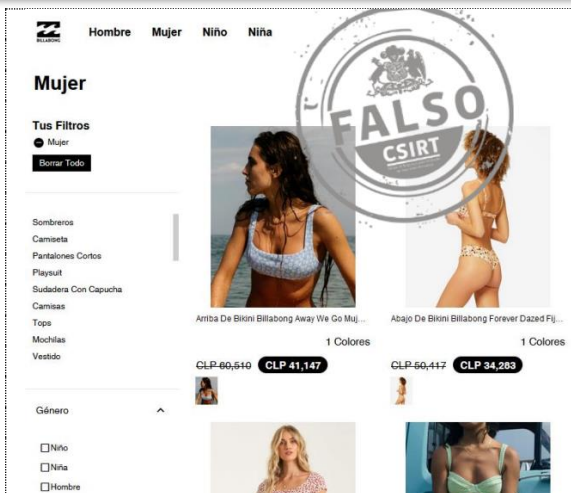 BILLABONG
Hombre Mujer Niño Niña
Mujer
Tus Filtros
Mujer
Borrar Todo
Sombreros
Camiseta
Pantalones Cortos
Playsuit
Sudadera Con Capucha
Camisas
Tops
Mochilas
Vestido
Género
Niño
Niña
Hombre
FALSO
CSIRT
Arriba De Bikini Billabong Away We Go Muj...
1 Colores
CLP 60,510 CLP 41,147
Abajo De Bikini Billabong Forever Dazed Fij...
1 Colores
CLP 50,417 CLP 34,283